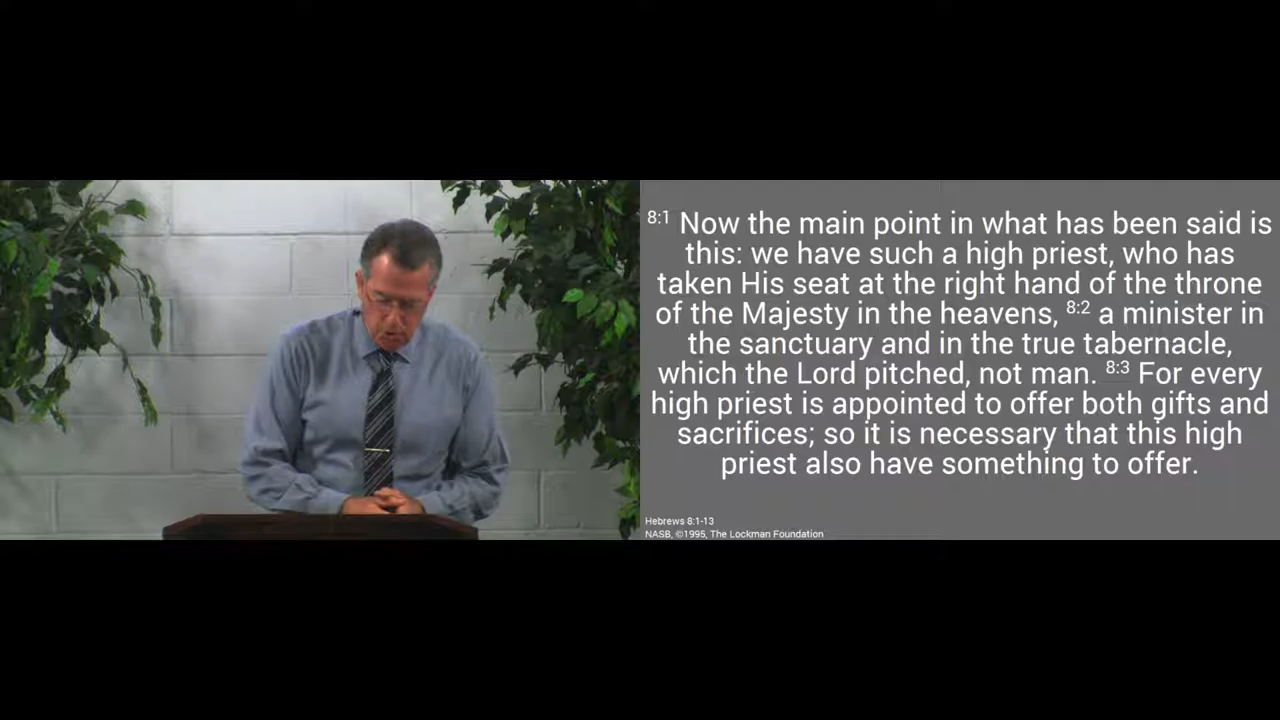 8:1 Now the main point in what has been said is
this: we have such a high priest, who has
taken His seat at the right hand of the throne
of the Majesty in the heavens, 8:2 a minister in
the sanctuary and in the true tabernacle,
which the Lord pitched, not man. 8:3 For every
high priest is appointed to offer both gifts and
sacrifices; so it is necessary that this high
priest also have something to offer.
Hebrews 8:1-13
NASB, ©1995, The Lockman Foundation